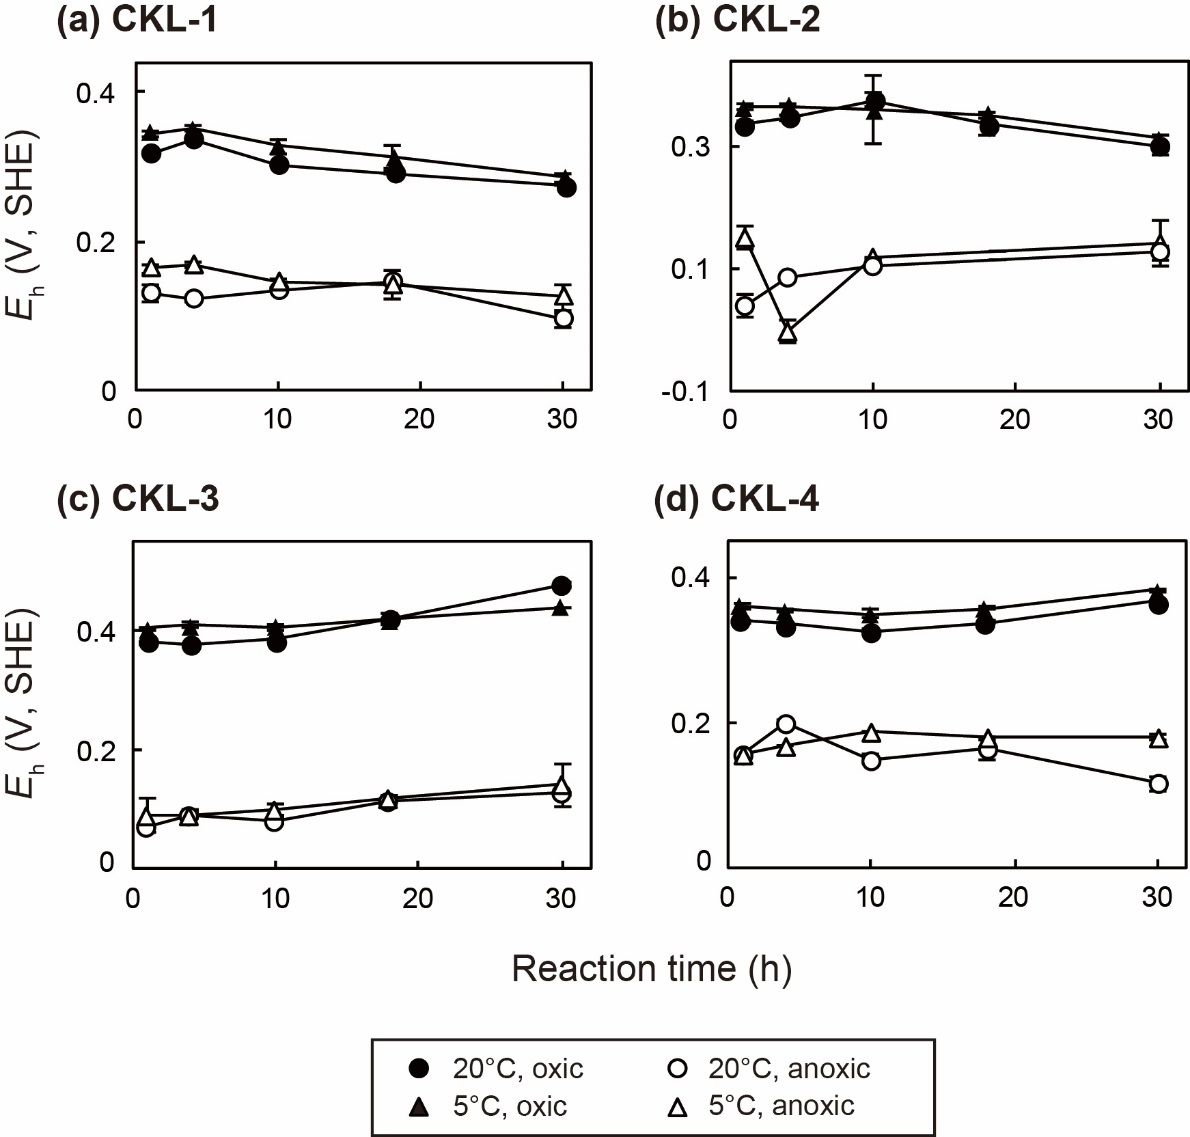 (a) CKL-1
(b) CKL-2
Eh (V, SHE)
0.4
0.2
0
0 10 20 30
0.3
0.1
-0.1
0 10 20 30
(c) CKL-3
(d) CKL-4
Eh (V, SHE)
0.4
0.2
0
0 10 20 30
0.4
0.2
0
0 10 20 30
Reaction time (h)
20°C, oxic
20°C, anoxic
5°C, oxic
5°C, anoxic